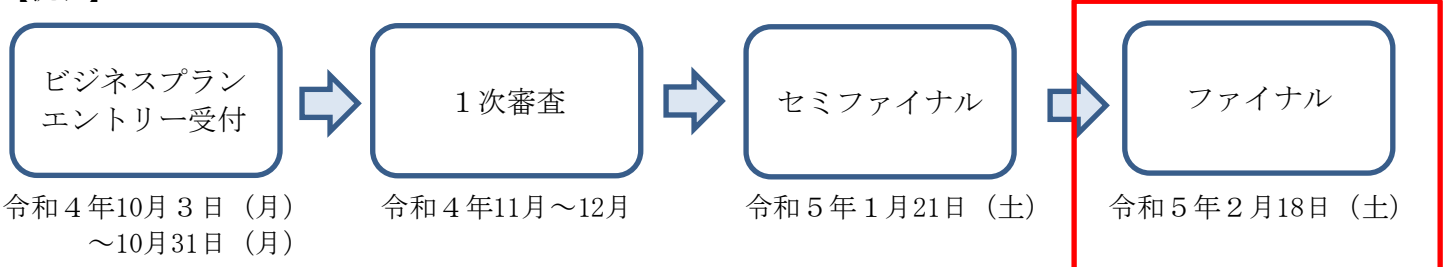 ビジネスプラン
エントリー受付
１次審査
セミファイナル
ファイナル
令和４年10月３日（月）
～10月31日（月）
令和４年11月～12月
令和５年１月21日（土）
令和５年２月18日（土）